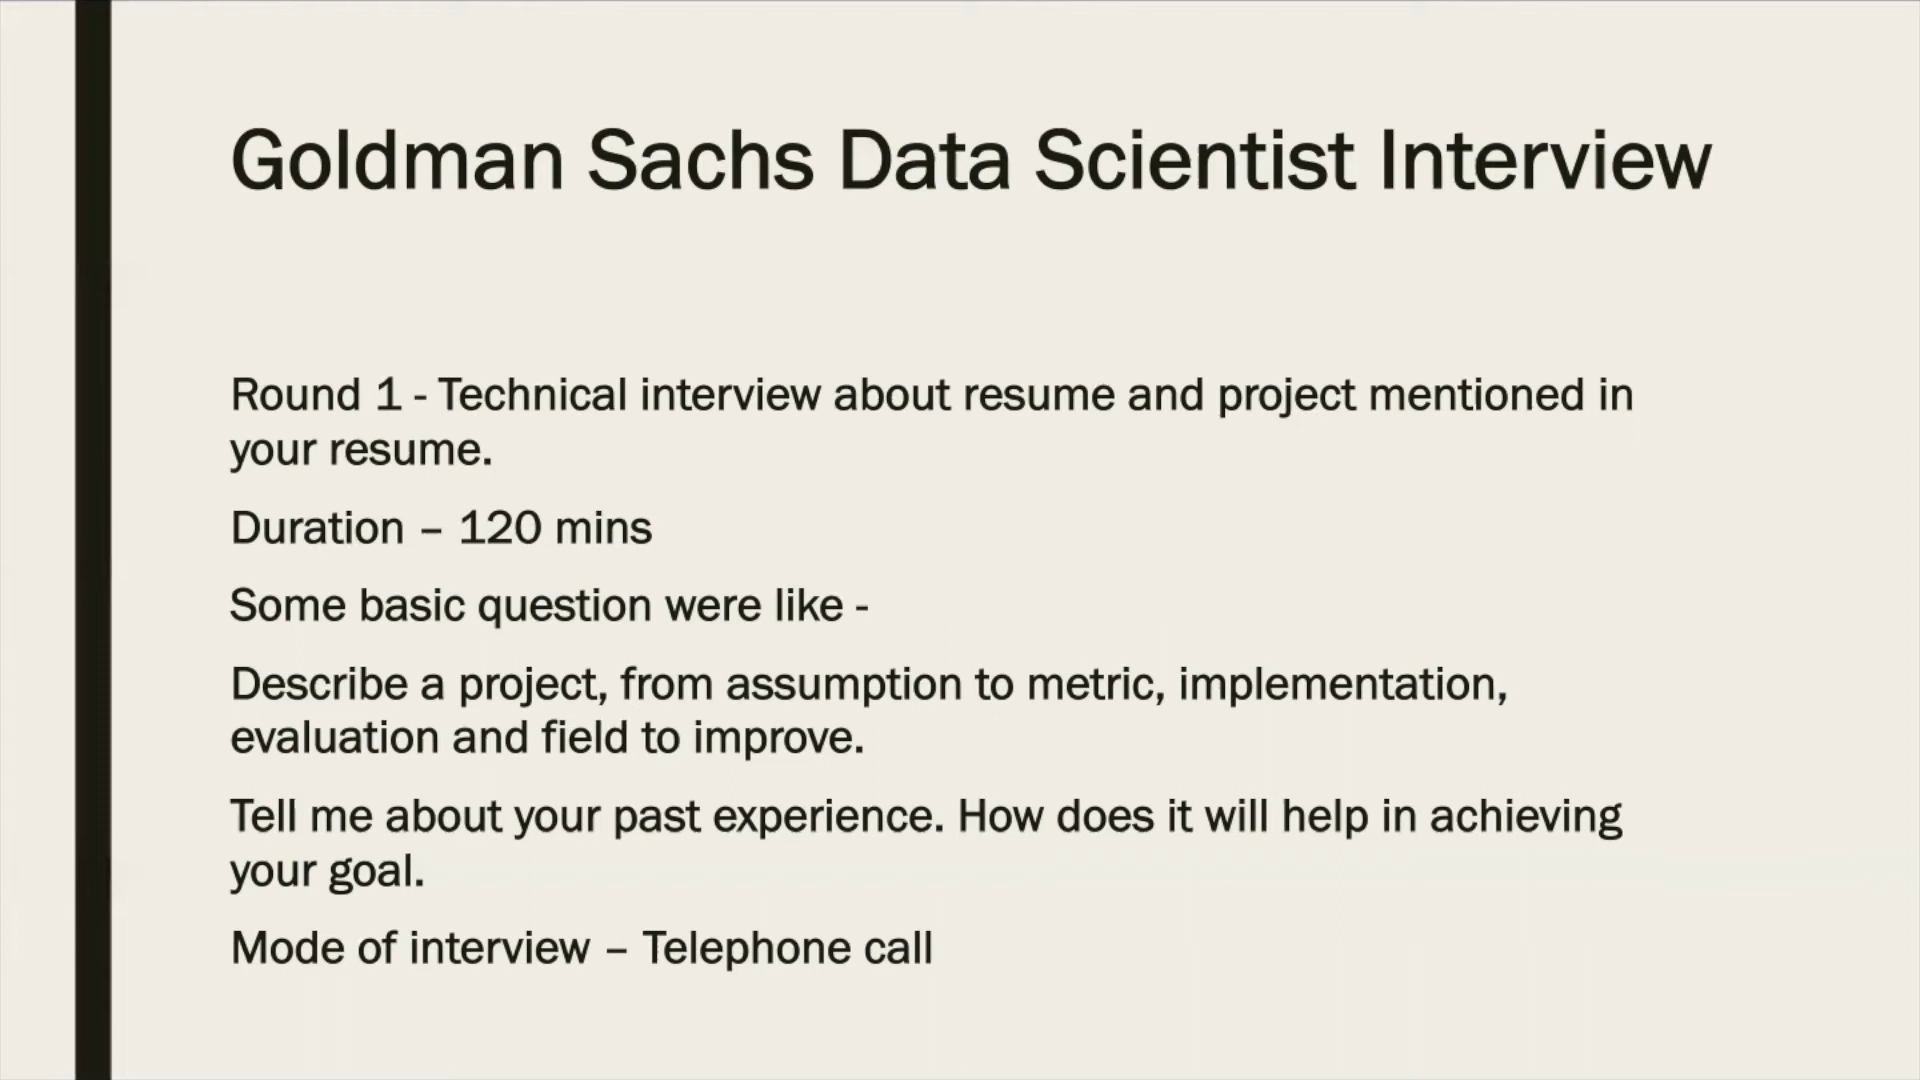 Goldman Sachs Data Scientist Interview
Round 1 - Technical interview about resume and project mentioned in
your resume.
Duration – 120 mins
Some basic question were like -
Describe a project, from assumption to metric, implementation,
evaluation and field to improve.
Tell me about your past experience. How does it will help in achieving
your goal.
Mode of interview – Telephone call